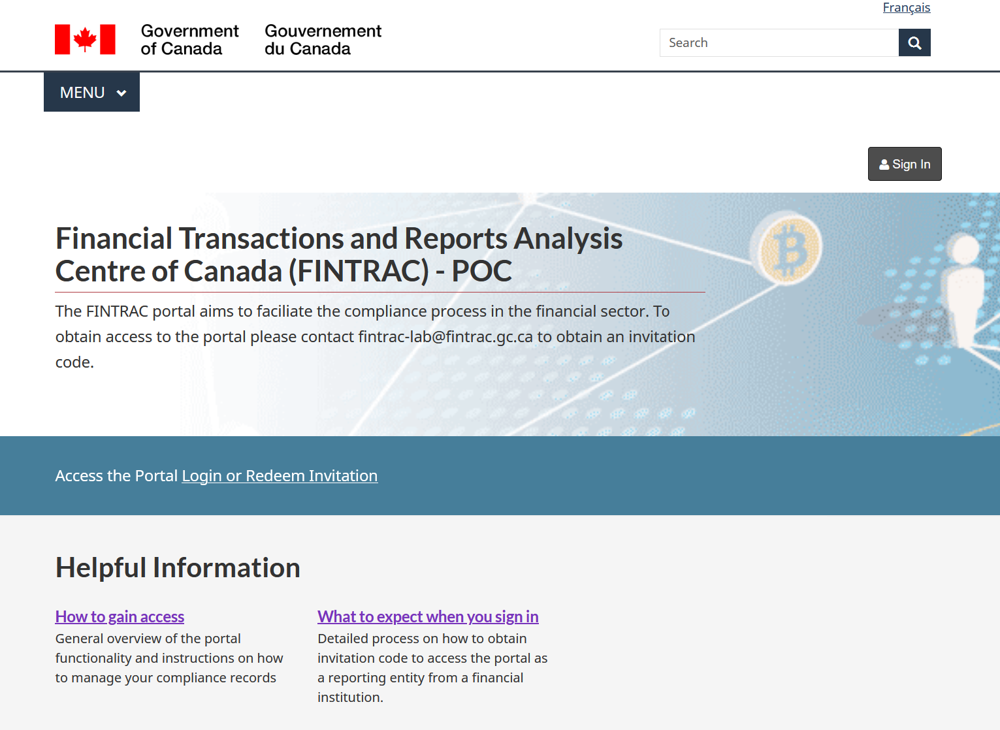 Français
Government
of Canada
Gouvernement
du Canada
Search
MENU
Sign In
Financial Transactions and Reports Analysis
Centre of Canada (FINTRAC) - POC
The FINTRAC portal aims to faciliate the compliance process in the financial sector. To
obtain access to the portal please contact fintrac-lab@fintrac.gc.ca to obtain an invitation
code.
Access the Portal Login or Redeem Invitation
Helpful Information
How to gain access
General overview of the portal
functionality and instructions on how
to manage your compliance records
What to expect when you sign in
Detailed process on how to obtain
invitation code to access the portal as
a reporting entity from a financial
institution.